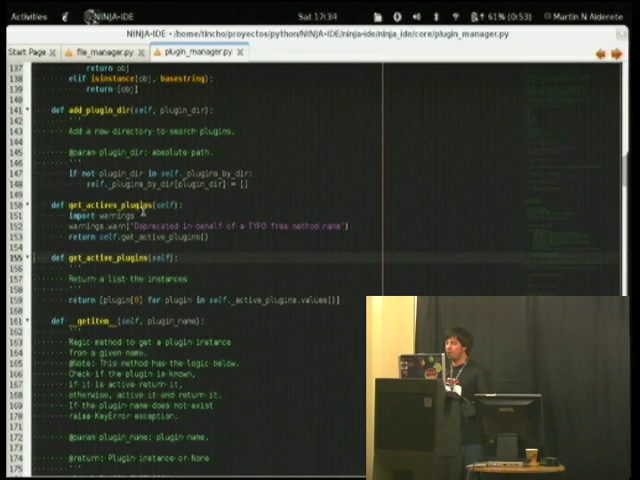 Activities NINJA-IDE Sat 17:34 61% (0:53) Martin N Alderete
NINJA-IDE - /home/tincho/proyectos/python/NINJA-IDE/ninja-ide/ninja_ide/core/plugin_manager.py
Start Page file_manager.py plugin_manager.py
137 return obj
138 elif isinstance(obj, basestring):
139 return [obj]
140
141 def add_plugin_dir(self, plugin_dir):
142 '''
143 Add a new directory to search plugins.
144
145 @param plugin_dir: absolute path.
146 '''
147 if not plugin_dir in self._plugins_by_dir:
148 self._plugins_by_dir[plugin_dir] = []
149
150 def get_actives_plugins(self):
151 import warnings
152 warnings.warn("Deprecated in behalf of a TYPO free method name")
153 return self.get_active_plugins()
154
155 def get_active_plugins(self):
156 '''
157 Return a list the instances
158 '''
159 return [plugin[0] for plugin in self._active_plugins.values()]
160
161 def __getitem__(self, plugin_name):
162 '''
163 Magic method to get a plugin instance
164 from a given name.
165 @Note: This method has the logic below.
166 Check if the plugin is known,
167 if it is active return it,
168 otherwise, active it and return it.
169 If the plugin name does not exist
170 raise KeyError exception.
171
172 @param plugin_name: plugin name.
173
174 @return: Plugin instance or None
175 '''